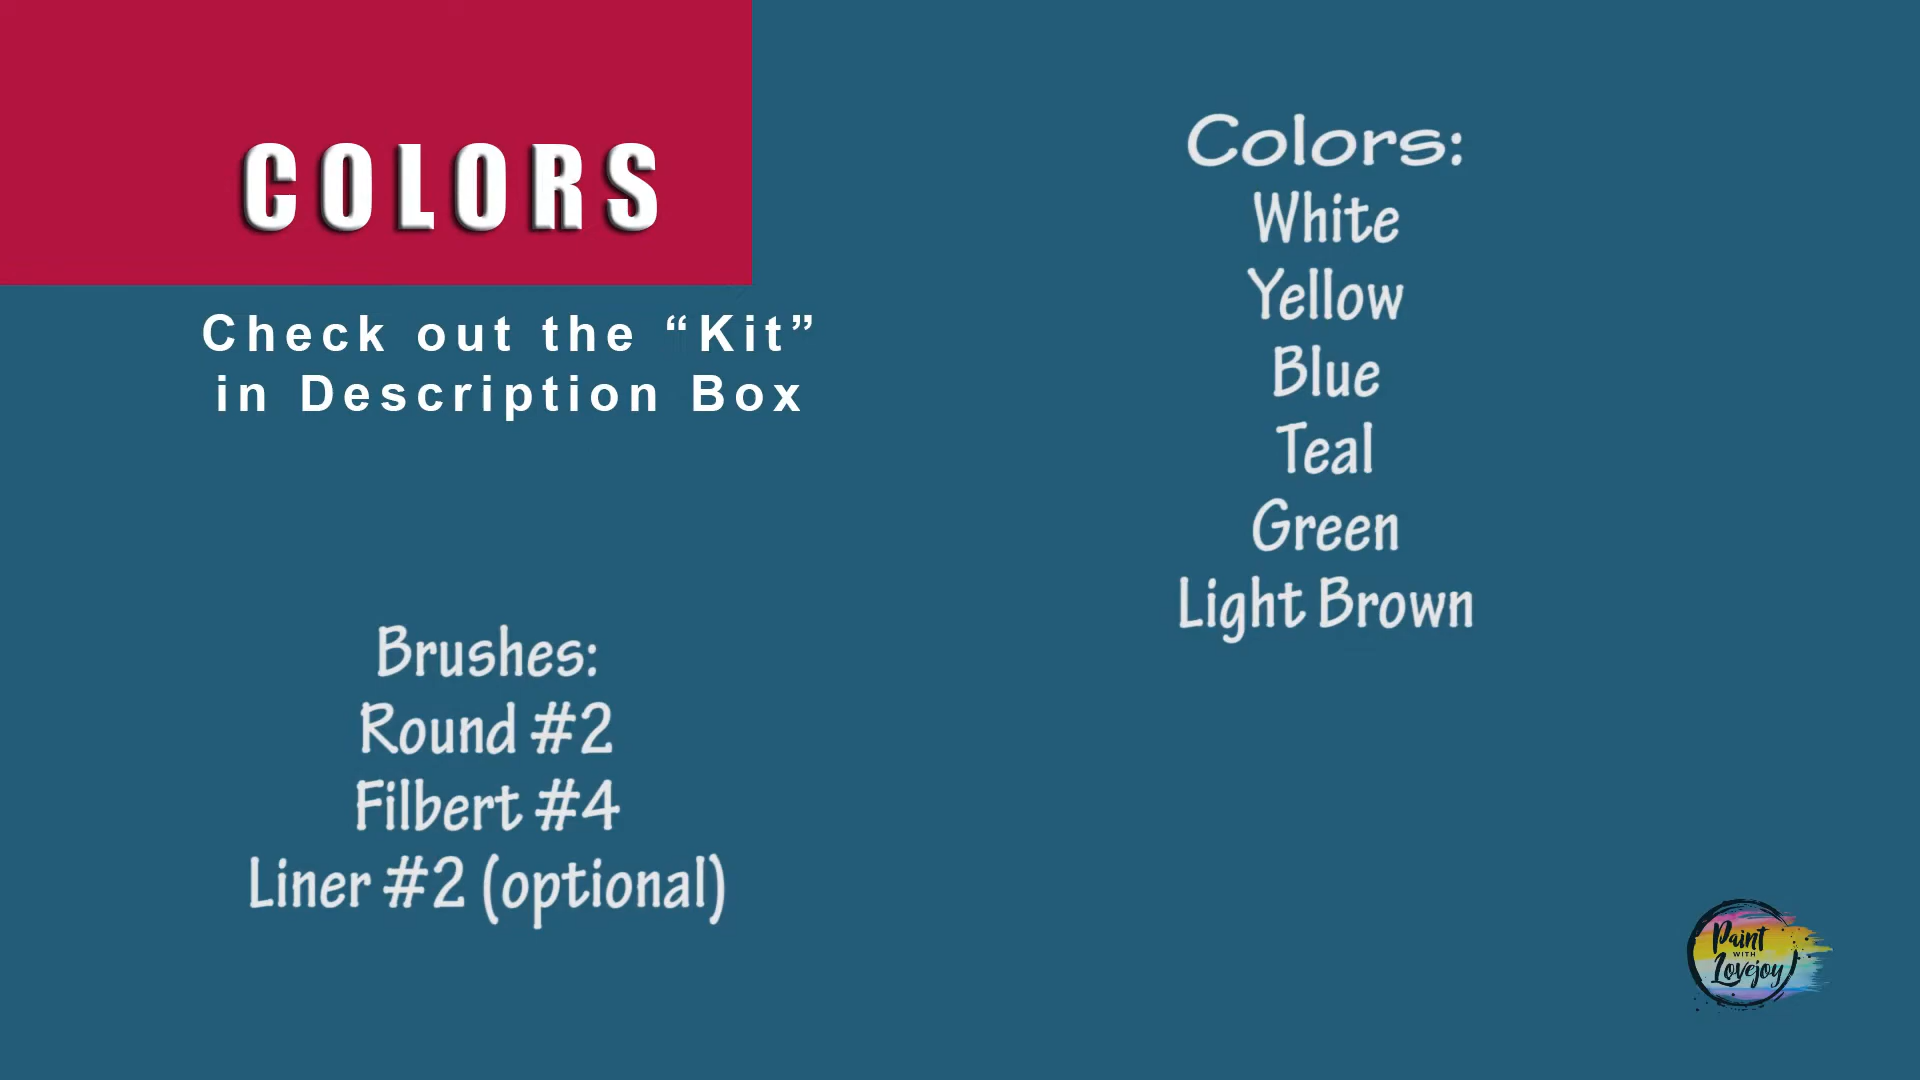 COLORS
Check out the “Kit”
in Description Box
Brushes:
Round #2
Filbert #4
Liner #2 (optional)
Colors:
White
Yellow
Blue
Teal
Green
Light Brown
Paint
WITH
Lovejoy